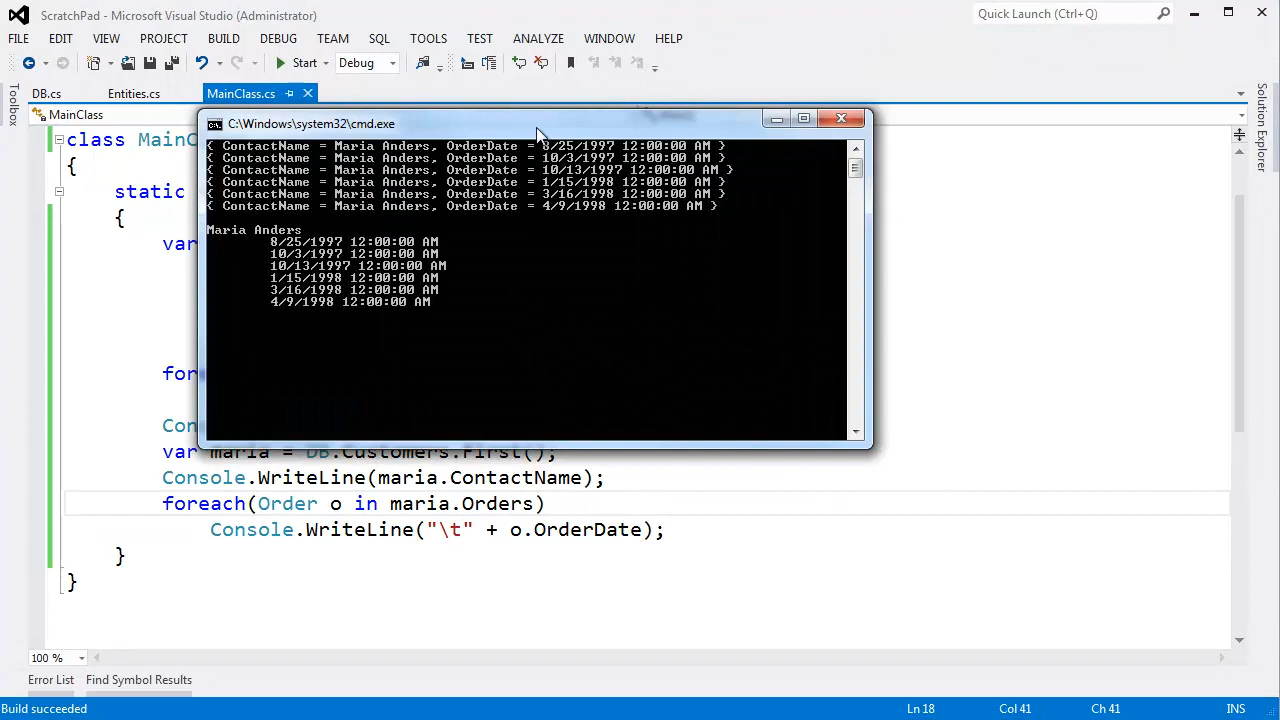 ScratchPad - Microsoft Visual Studio (Administrator)
Quick Launch (Ctrl+Q)
FILE EDIT VIEW PROJECT BUILD DEBUG TEAM SQL TOOLS TEST ANALYZE WINDOW HELP
Start Debug
DB.cs Entities.cs MainClass.cs
Toolbox
Solution Explorer
MainClass
class MainC
{
static
{
var
for
Con
var maria = DB.Customers.First();
Console.WriteLine(maria.ContactName);
foreach(Order o in maria.Orders)
Console.WriteLine("\t" + o.OrderDate);
}
}
C:\Windows\system32\cmd.exe
{ ContactName = Maria Anders, OrderDate = 8/25/1997 12:00:00 AM }
{ ContactName = Maria Anders, OrderDate = 10/3/1997 12:00:00 AM }
{ ContactName = Maria Anders, OrderDate = 10/13/1997 12:00:00 AM }
{ ContactName = Maria Anders, OrderDate = 1/15/1998 12:00:00 AM }
{ ContactName = Maria Anders, OrderDate = 3/16/1998 12:00:00 AM }
{ ContactName = Maria Anders, OrderDate = 4/9/1998 12:00:00 AM }
Maria Anders
8/25/1997 12:00:00 AM
10/3/1997 12:00:00 AM
10/13/1997 12:00:00 AM
1/15/1998 12:00:00 AM
3/16/1998 12:00:00 AM
4/9/1998 12:00:00 AM
100 %
Error List Find Symbol Results
Build succeeded Ln 18 Col 41 Ch 41 INS